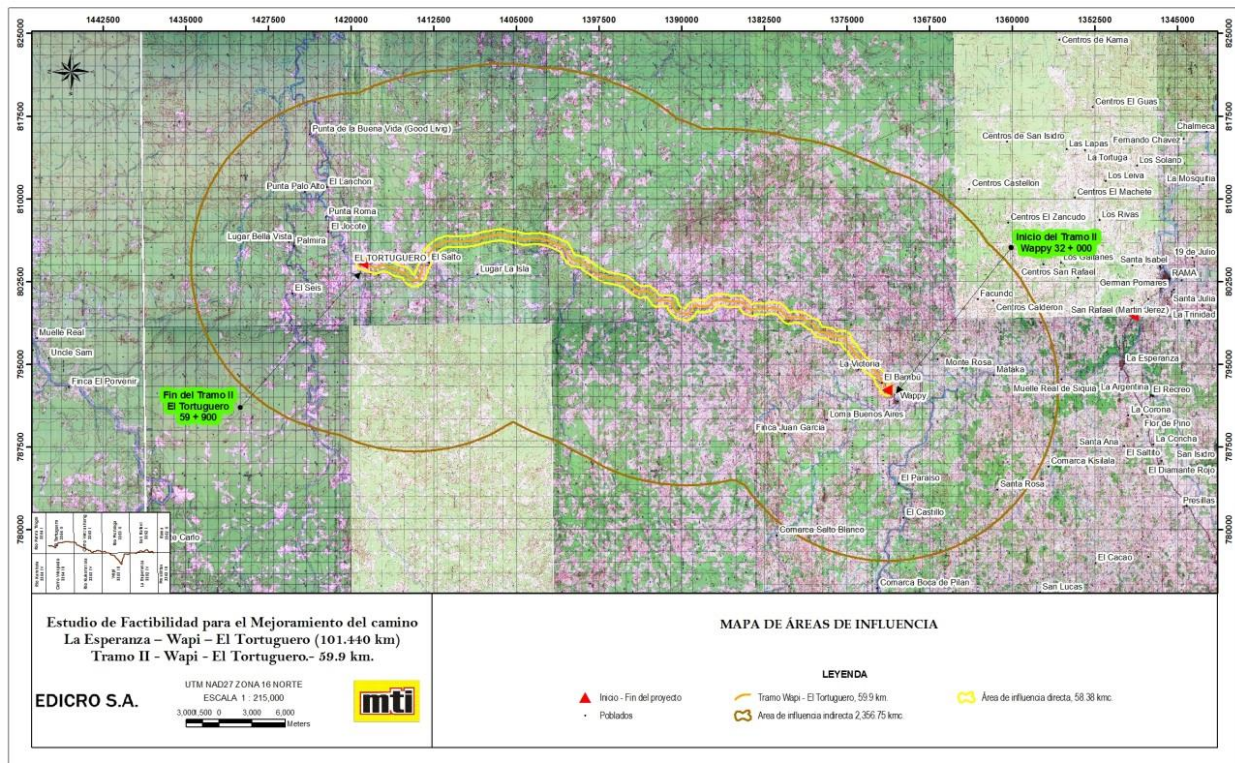 1442500 1435000 1427500 1420000 1412500 1406000 1397500 1390000 1382500 1375000 1367500 1360000 1352500 1345000
825000
817500
810000
802500
795000
787500
780000
825000
817500
810000
802500
795000
787500
780000
Centros de Kama
Centros El Guas
Chalmeca
Punta de la Buena Vida (Good Livig)
Centros de San Isidro
Fernando Chavez
Las Lapas
La Tortuga
Los Solano
El Lanchon
Punta Palo Alto
Centros Castellon
Los Leiva
La Mosquitia
Centros El Machete
Punta Roma
El Jocote
Centros El Zancudo
Los Rivas
Lugar Bella Vista
Palmira
Inicio del Tramo II
Wappy 32 + 000
19 de Julio
EL TORTUGUERO
El Salto
Lugar La Isla
Los Gaitanes
Santa Isabel
Centros San Rafael
RAMA
El Seis
German Pomares
Facundo
Santa Julia
Centros Calderon
San Rafael (Martin Jerez)
La Trinidad
Muelle Real
Uncle Sam
La Esperanza
La Victoria
Monte Rosa
Mataka
Finca El Porvenir
El Bambú
Wappy
Muelle Real de Siquia
La Argentina
El Recreo
Fin del Tramo II
El Tortuguero
59 + 900
Loma Buenos Aires
La Corona
Finca Juan Garcia
Flor de Pino
Santa Ana
La Concha
El Saltito
San Isidro
Comarca Kisilala
El Diamante Rojo
El Paraiso
Santa Rosa
Presillas
El Castillo
Comarca Salto Blanco
El Cacao
Comarca Boca de Pilan
San Lucas
Estudio de Factibilidad para el Mejoramiento del camino
La Esperanza – Wapi – El Tortuguero (101.440 km)
Tramo II - Wapi - El Tortuguero.- 59.9 km.
EDICRO S.A.
UTM NAD27 ZONA 16 NORTE
ESCALA 1 : 215,000
3,000 1,500 0 3,000 6,000
Meters
mti
MAPA DE ÁREAS DE INFLUENCIA
LEYENDA
Inicio - Fin del proyecto
Poblados
Tramo Wapi - El Tortuguero, 59.9 km.
Area de influencia indirecta 2,356.75 kmc.
Área de influencia directa, 58.38 kmc.